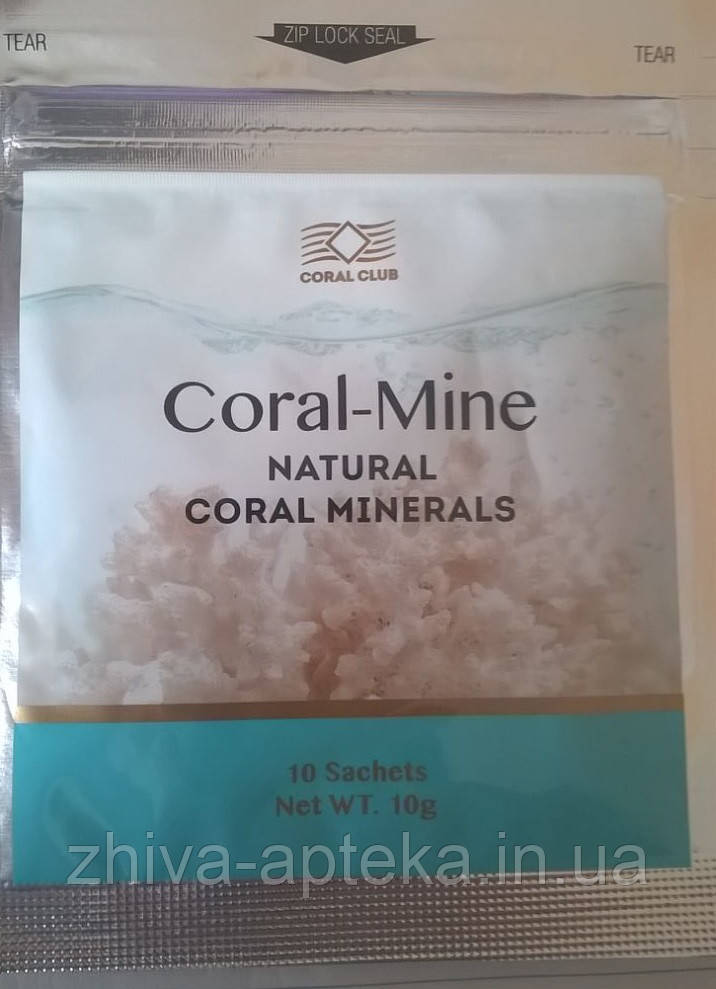 TEAR
ZIP LOCK SEAL
TEAR
CORAL CLUB
Coral-Mine
NATURAL
CORAL MINERALS
10 Sachets
Net WT. 10g
zhiva-apteka.in.ua